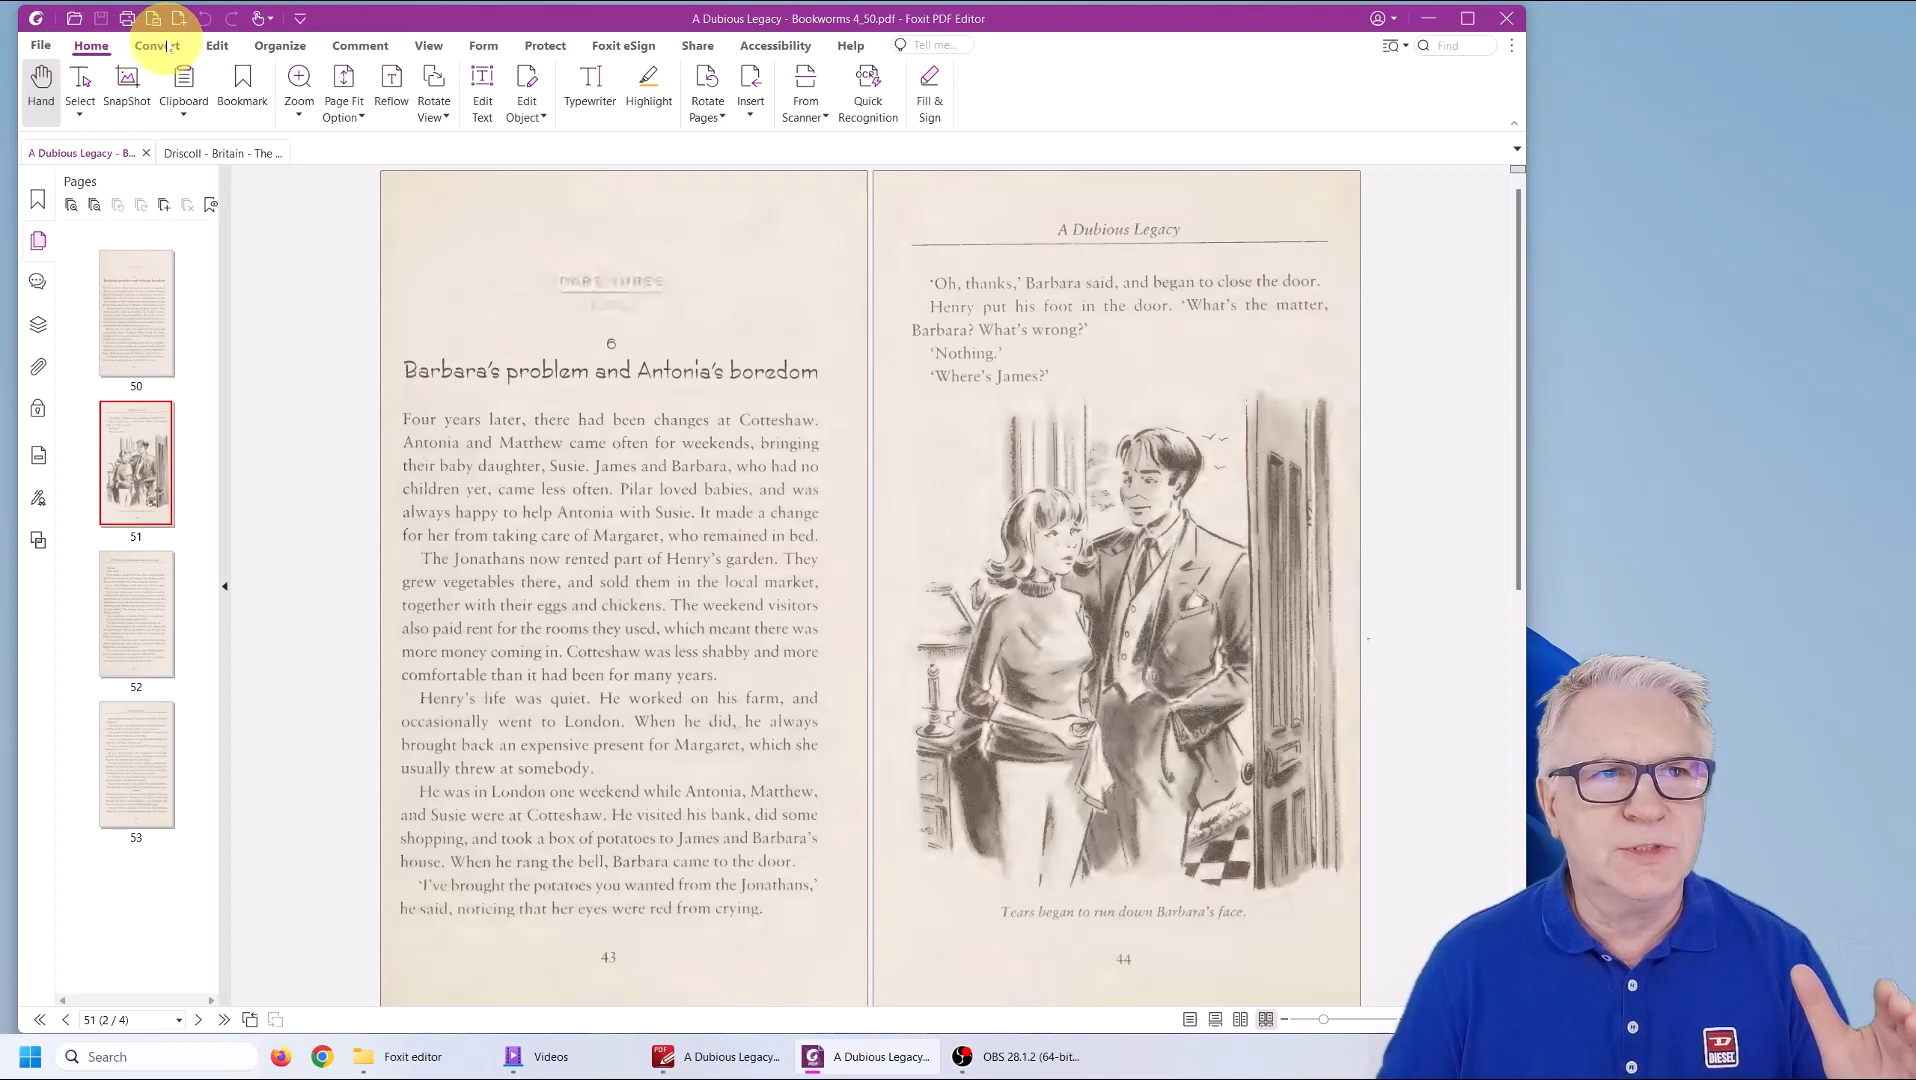 A Dubious Legacy - Bookworms 4_50.pdf - Foxit PDF Editor
File Home Convert Edit Organize Comment View Form Protect Foxit eSign Share Accessibility Help Tell me... Find
Hand Select SnapShot Clipboard Bookmark Zoom Page Fit Option Reflow Rotate View Edit Text Edit Object Typewriter Highlight Rotate Pages Insert From Scanner OCR Quick Recognition Fill & Sign
A Dubious Legacy - B... Driscoll - Britain - The ...
Pages
50
51
52
53
PART THREE
6
Barbara's problem and Antonia's boredom
Four years later, there had been changes at Cotteshaw.
Antonia and Matthew came often for weekends, bringing
their baby daughter, Susie. James and Barbara, who had no
children yet, came less often. Pilar loved babies, and was
always happy to help Antonia with Susie. It made a change
for her from taking care of Margaret, who remained in bed.
The Jonathans now rented part of Henry's garden. They
grew vegetables there, and sold them in the local market,
together with their eggs and chickens. The weekend visitors
also paid rent for the rooms they used, which meant there was
more money coming in. Cotteshaw was less shabby and more
comfortable than it had been for many years.
Henry's life was quiet. He worked on his farm, and
occasionally went to London. When he did, he always
brought back an expensive present for Margaret, which she
usually threw at somebody.
He was in London one weekend while Antonia, Matthew,
and Susie were at Cotteshaw. He visited his bank, did some
shopping, and took a box of potatoes to James and Barbara's
house. When he rang the bell, Barbara came to the door.
'I've brought the potatoes you wanted from the Jonathans,'
he said, noticing that her eyes were red from crying.
43
A Dubious Legacy
'Oh, thanks,' Barbara said, and began to close the door.
Henry put his foot in the door. 'What's the matter,
Barbara? What's wrong?'
'Nothing.'
'Where's James?'
Tears began to run down Barbara's face.
44
51 (2 / 4)
DIESEL
Search Foxit editor Videos PDF A Dubious Legacy... PDF A Dubious Legacy... OBS 28.1.2 (64-bit...